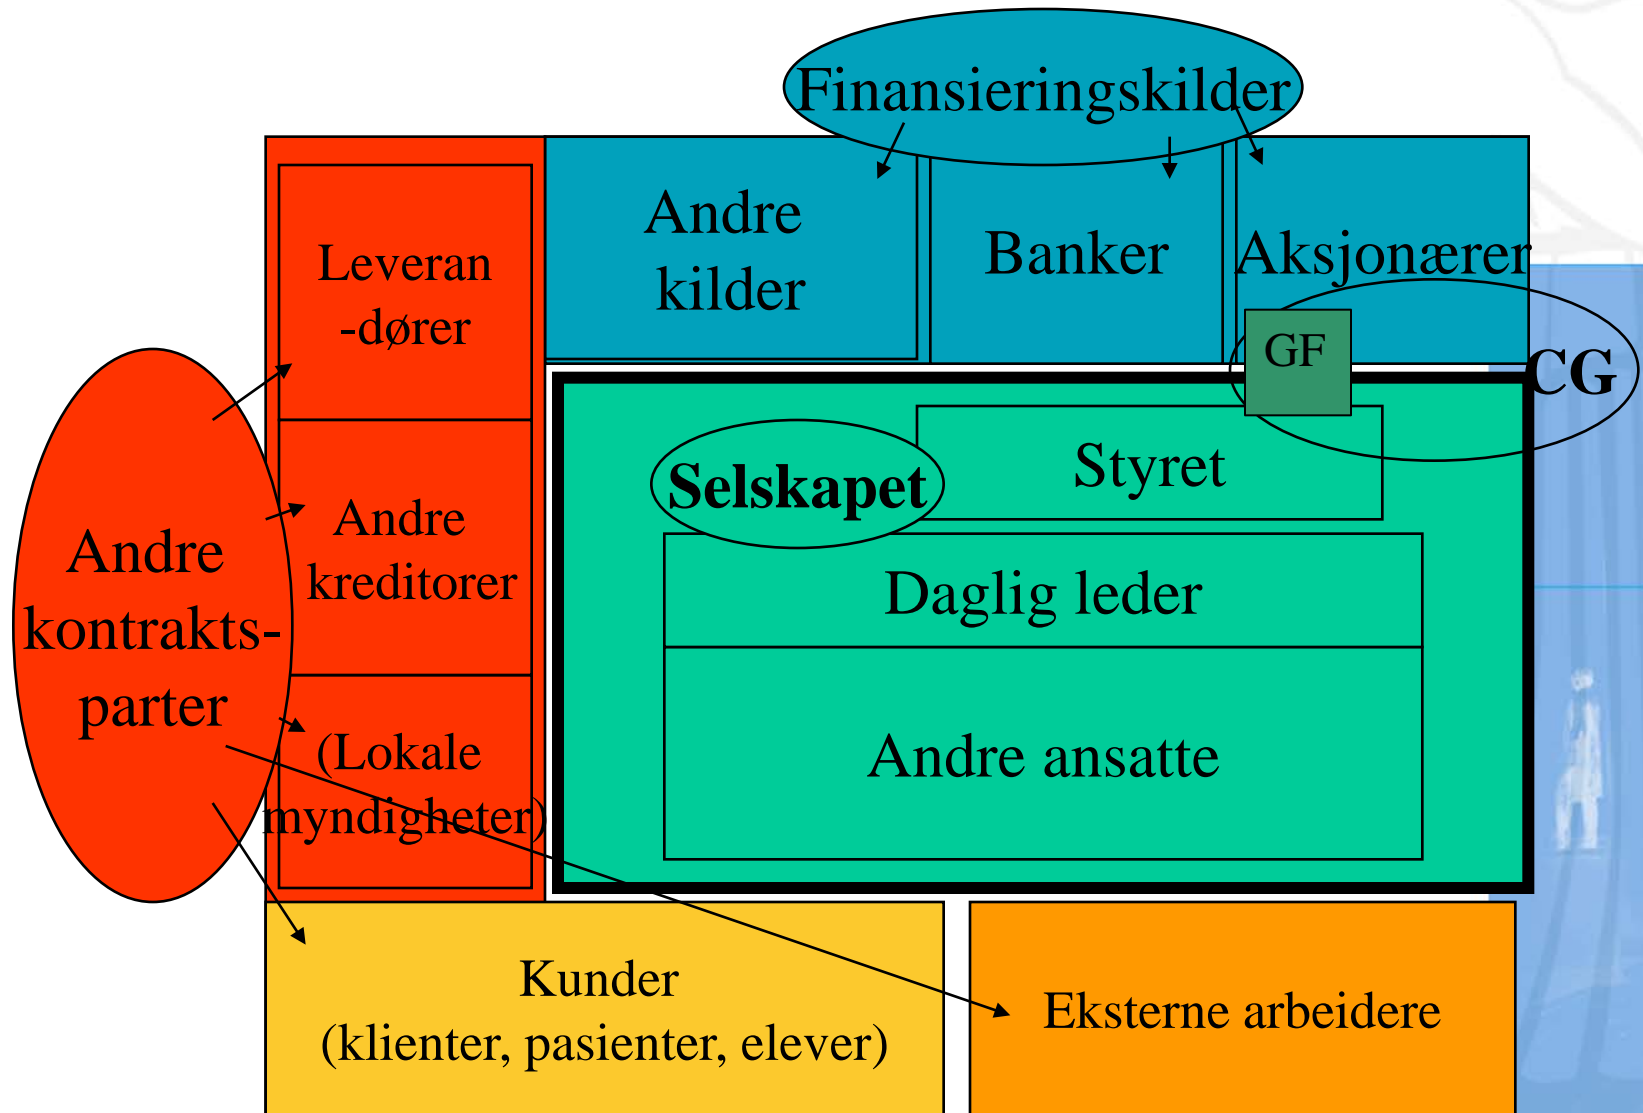 Finansieringskilder
Andre
kilder
Banker
Aksjonærer
Leveran
-dører
GF
CG
Styret
Selskapet
Andre
kreditorer
Andre
kontrakts-
parter
Daglig leder
(Lokale
myndigheter)
Andre ansatte
Kunder
(klienter, pasienter, elever)
Eksterne arbeidere